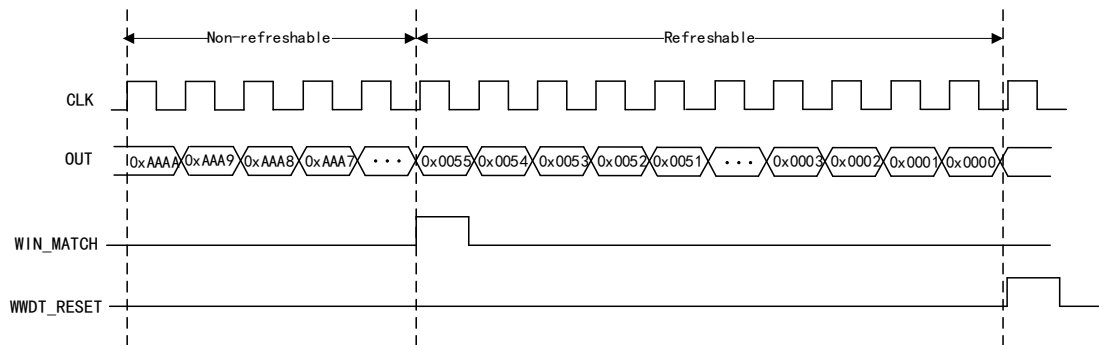 Non-refreshable Refreshable
CLK
OUT 0xAAAA 0xAAA9 0xAAA8 0xAAA7 ··· 0x0055 0x0054 0x0053 0x0052 0x0051 ··· 0x0003 0x0002 0x0001 0x0000
WIN_MATCH
WWDT_RESET